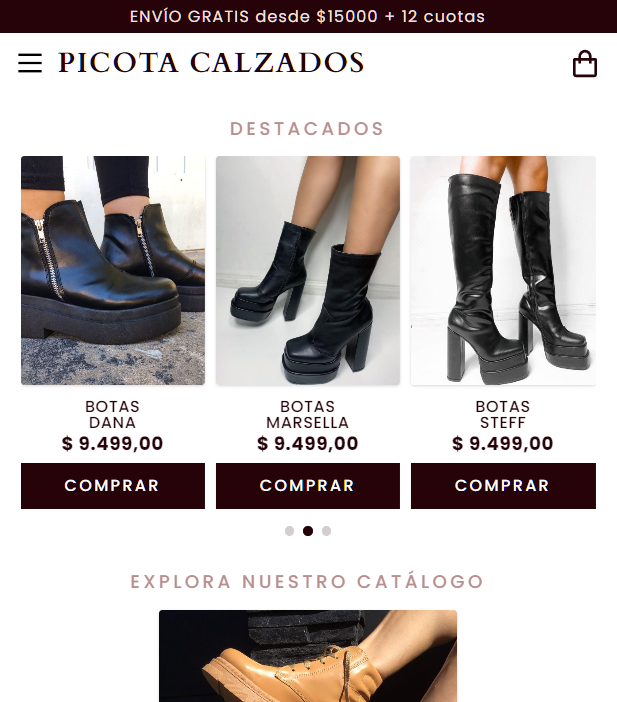 ENVÍO GRATIS desde $15000 + 12 cuotas
PICOTA CALZADOS
DESTACADOS
BOTAS
DANA
$ 9.499,00
COMPRAR
BOTAS
MARSELLA
$ 9.499,00
COMPRAR
BOTAS
STEFF
$ 9.499,00
COMPRAR
EXPLORA NUESTRO CATÁLOGO